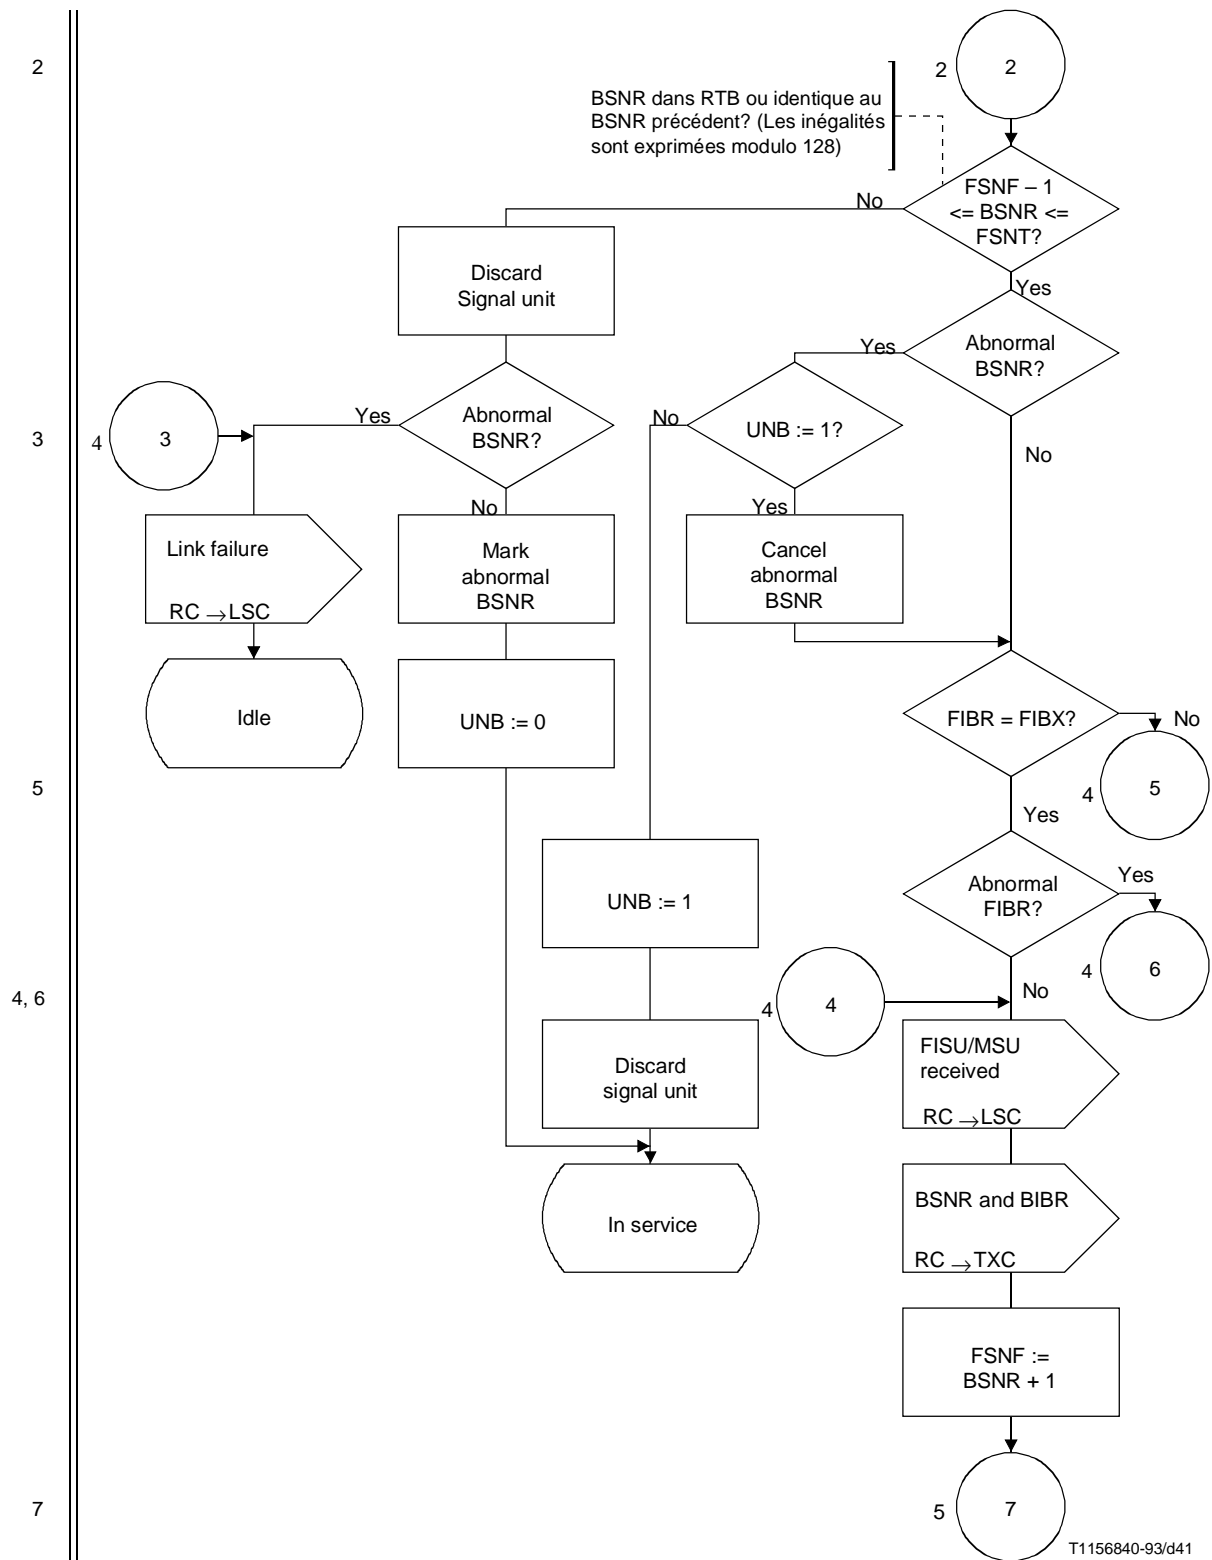 2
2
2
BSNR dans RTB ou identique au
BSNR précédent? (Les inégalités
sont exprimées modulo 128)
FSNF – 1
<= BSNR <=
FSNT?
No
Yes
Discard
Signal unit
Abnormal
BSNR?
Yes
3
4
3
Yes
Abnormal
BSNR?
No
UNB := 1?
No
No
Yes
Link failure
RC → LSC
Mark
abnormal
BSNR
Cancel
abnormal
BSNR
Idle
UNB := 0
FIBR = FIBX?
No
5
4
5
Yes
UNB := 1
Abnormal
FIBR?
Yes
4
6
4, 6
4
4
No
Discard
signal unit
FISU/MSU
received
RC → LSC
In service
BSNR and BIBR
RC → TXC
FSNF :=
BSNR + 1
7
5
7
T1156840-93/d41